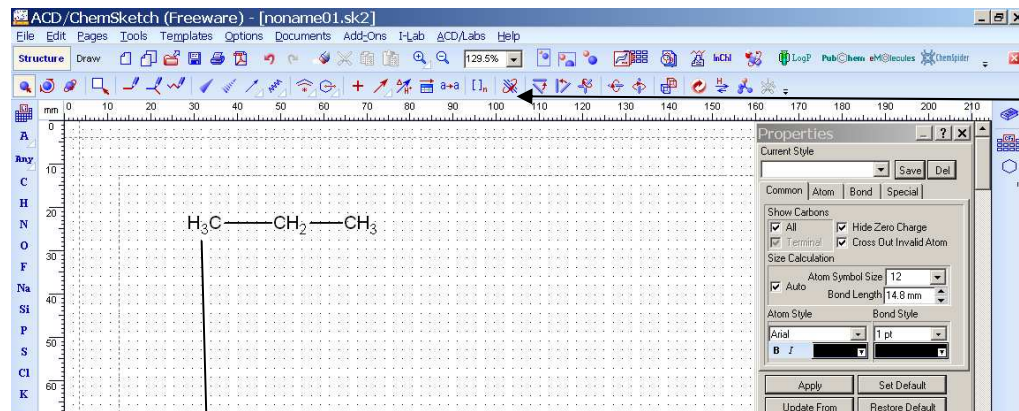 ACD/ChemSketch (Freeware) - [noname01.sk2]
File Edit Pages Tools Templates Options Documents Add-Ons I-Lab ACD/Labs Help
Structure Draw 129.5% InChI LogP PubChem eMolecules ChemSpider
a→a []n
mm 0 10 20 30 40 50 60 70 80 90 100 110 120 130 140 150 160 170 180 190 200 210
0
10
20
30
40
50
60
A
Any
C
H
N
O
F
Na
Si
P
S
Cl
K
H3C CH2 CH3
Properties
Current Style
Save Del
Common Atom Bond Special
Show Carbons
All Hide Zero Charge
Terminal Cross Out Invalid Atom
Size Calculation
Auto Atom Symbol Size 12
Bond Length 14.8 mm
Atom Style Bond Style
Arial 1 pt
B I
Apply Set Default
Update From Restore Default